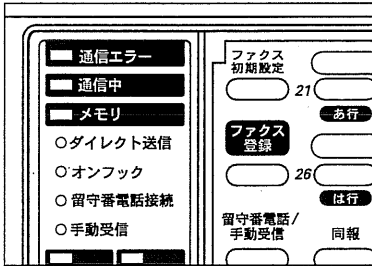 通信エラー
通信中
メモリ
ダイレクト送信
オンフック
留守番電話接続
手動受信
ファクス
初期設定
21
あ行
ファクス
登録
26
は行
留守番電話/
手動受信
同報